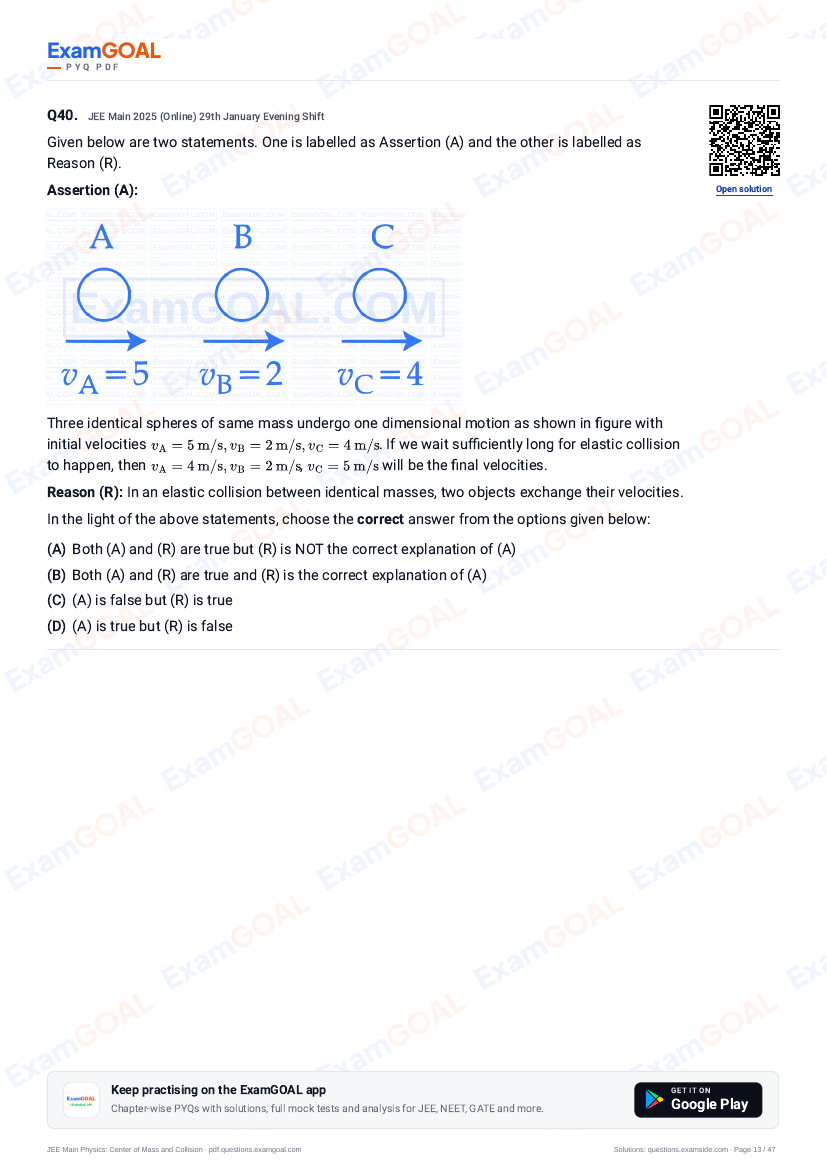 ExamGOAL
PYQ PDF
Q40. JEE Main 2025 (Online) 29th January Evening Shift
Given below are two statements. One is labelled as Assertion (A) and the other is labelled as
Reason (R).
Open solution
Assertion (A):
A B C
ExamGOAL.COM
v_A = 5 v_B = 2 v_C = 4
Three identical spheres of same mass undergo one dimensional motion as shown in figure with
initial velocities v_A = 5 m/s, v_B = 2 m/s, v_C = 4 m/s. If we wait sufficiently long for elastic collision
to happen, then v_A = 4 m/s, v_B = 2 m/s, v_C = 5 m/s will be the final velocities.
Reason (R): In an elastic collision between identical masses, two objects exchange their velocities.
In the light of the above statements, choose the correct answer from the options given below:
(A) Both (A) and (R) are true but (R) is NOT the correct explanation of (A)
(B) Both (A) and (R) are true and (R) is the correct explanation of (A)
(C) (A) is false but (R) is true
(D) (A) is true but (R) is false
Keep practising on the ExamGOAL app
Chapter-wise PYQs with solutions, full mock tests and analysis for JEE, NEET, GATE and more.
GET IT ON
Google Play
JEE Main Physics: Center of Mass and Collision · pdf.questions.examgoal.com
Solutions: questions.examside.com · Page 13 / 47